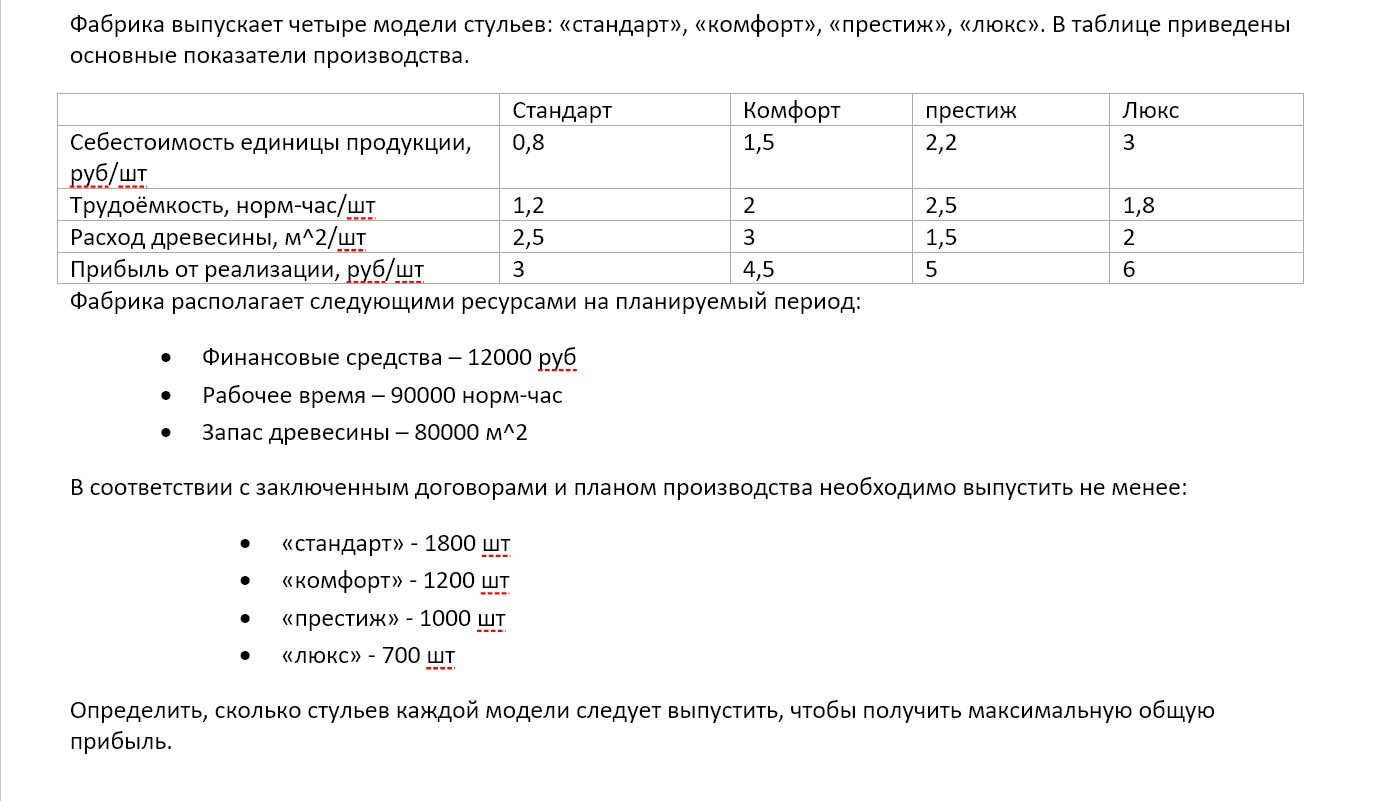 Фабрика выпускает четыре модели стульев: «стандарт», «комфорт», «престиж», «люкс». В таблице приведены
основные показатели производства.
Стандарт Комфорт престиж Люкс
Себестоимость единицы продукции, 0,8 1,5 2,2 3
руб/шт
Трудоёмкость, норм-час/шт 1,2 2 2,5 1,8
Расход древесины, м^2/шт 2,5 3 1,5 2
Прибыль от реализации, руб/шт 3 4,5 5 6
Фабрика располагает следующими ресурсами на планируемый период:
• Финансовые средства – 12000 руб
• Рабочее время – 90000 норм-час
• Запас древесины – 80000 м^2
В соответствии с заключенным договорами и планом производства необходимо выпустить не менее:
• «стандарт» - 1800 шт
• «комфорт» - 1200 шт
• «престиж» - 1000 шт
• «люкс» - 700 шт
Определить, сколько стульев каждой модели следует выпустить, чтобы получить максимальную общую
прибыль.